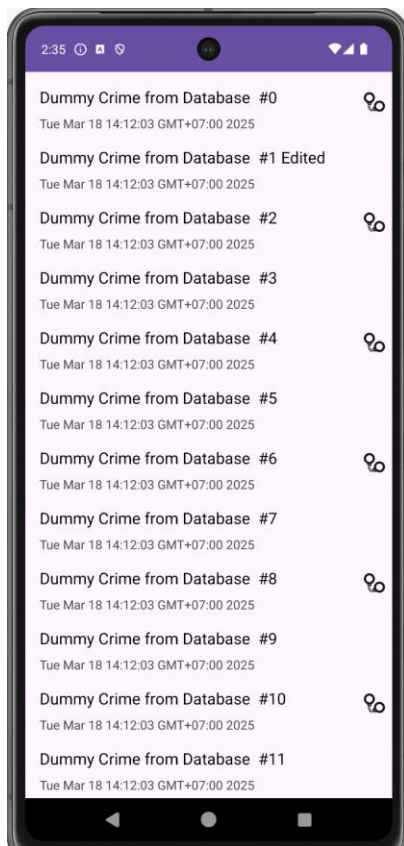 2:35
Dummy Crime from Database #0
Tue Mar 18 14:12:03 GMT+07:00 2025
Dummy Crime from Database #1 Edited
Tue Mar 18 14:12:03 GMT+07:00 2025
Dummy Crime from Database #2
Tue Mar 18 14:12:03 GMT+07:00 2025
Dummy Crime from Database #3
Tue Mar 18 14:12:03 GMT+07:00 2025
Dummy Crime from Database #4
Tue Mar 18 14:12:03 GMT+07:00 2025
Dummy Crime from Database #5
Tue Mar 18 14:12:03 GMT+07:00 2025
Dummy Crime from Database #6
Tue Mar 18 14:12:03 GMT+07:00 2025
Dummy Crime from Database #7
Tue Mar 18 14:12:03 GMT+07:00 2025
Dummy Crime from Database #8
Tue Mar 18 14:12:03 GMT+07:00 2025
Dummy Crime from Database #9
Tue Mar 18 14:12:03 GMT+07:00 2025
Dummy Crime from Database #10
Tue Mar 18 14:12:03 GMT+07:00 2025
Dummy Crime from Database #11
Tue Mar 18 14:12:03 GMT+07:00 2025